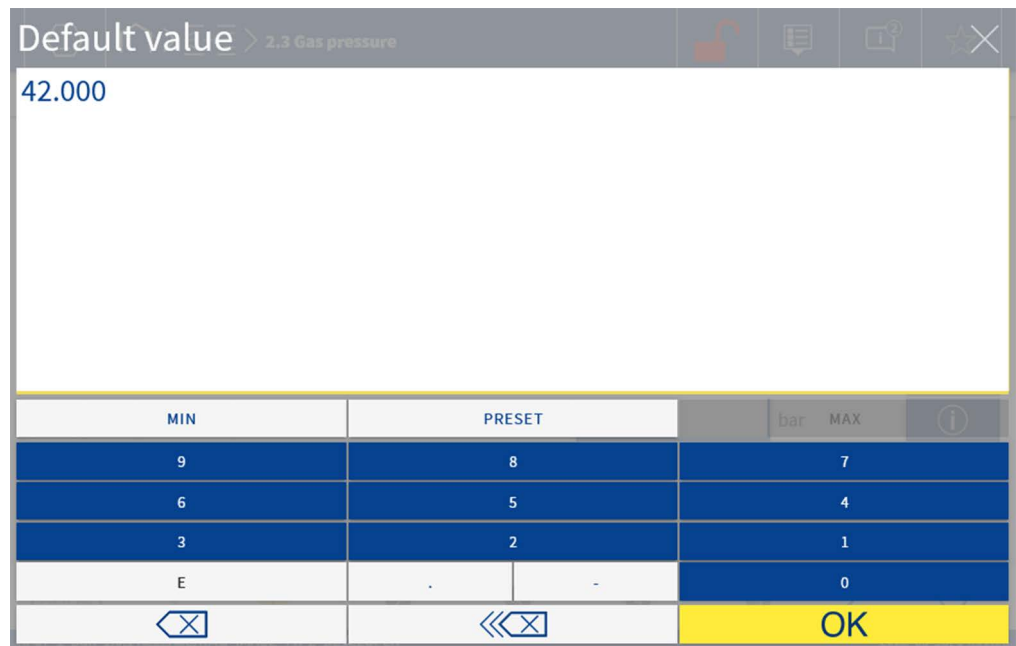 Default value > 2.3 Gas pressure
2
42.000
MIN PRESET bar MAX
9 8 7
6 5 4
3 2 1
E . - 0
OK